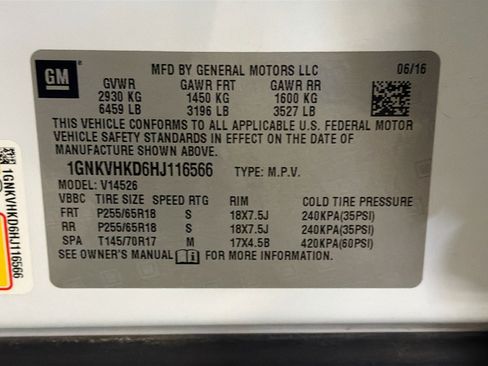 GM
MFD BY GENERAL MOTORS LLC
06/16
GVWR GAWR FRT GAWR RR
2930 KG 1450 KG 1600 KG
6459 LB 3196 LB 3527 LB
THIS VEHICLE CONFORMS TO ALL APPLICABLE U.S. FEDERAL MOTOR
VEHICLE SAFETY STANDARDS IN EFFECT ON THE DATE OF
MANUFACTURE SHOWN ABOVE.
1GNKVHKD6HJ116566 TYPE: M.P.V.
MODEL: V14526
VBBC TIRE SIZE SPEED RTG RIM COLD TIRE PRESSURE
FRT P255/65R18 S 18X7.5J 240KPA(35PSI)
RR P255/65R18 S 18X7.5J 240KPA(35PSI)
SPA T145/70R17 M 17X4.5B 420KPA(60PSI)
SEE OWNER'S MANUAL i FOR MORE INFORMATION
1GNKVHKD6HJ116566